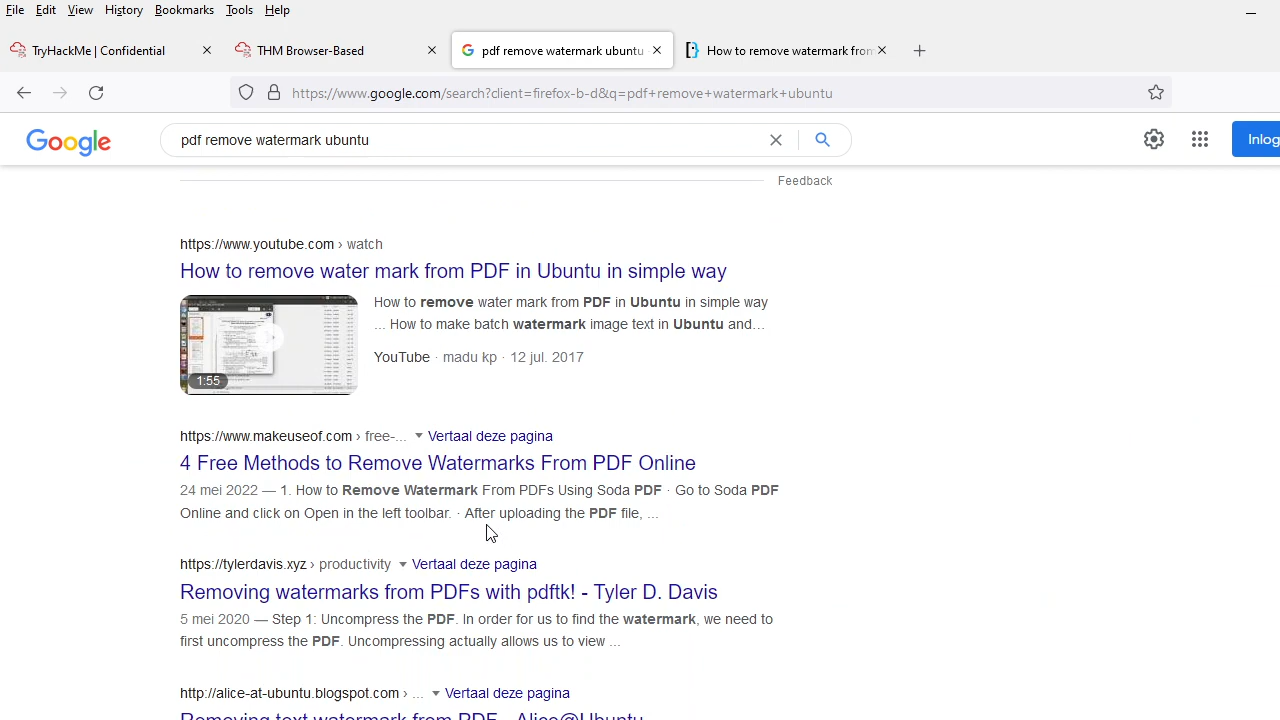 File Edit View History Bookmarks Tools Help
TryHackMe | Confidential
THM Browser-Based
pdf remove watermark ubuntu
How to remove watermark from
https://www.google.com/search?client=firefox-b-d&q=pdf+remove+watermark+ubuntu
Google
pdf remove watermark ubuntu
Inlog
Feedback
https://www.youtube.com › watch
How to remove water mark from PDF in Ubuntu in simple way
How to remove water mark from PDF in Ubuntu in simple way
... How to make batch watermark image text in Ubuntu and...
YouTube · madu kp · 12 jul. 2017
1:55
https://www.makeuseof.com › free-... Vertaal deze pagina
4 Free Methods to Remove Watermarks From PDF Online
24 mei 2022 — 1. How to Remove Watermark From PDFs Using Soda PDF · Go to Soda PDF
Online and click on Open in the left toolbar. · After uploading the PDF file, ...
https://tylerdavis.xyz › productivity Vertaal deze pagina
Removing watermarks from PDFs with pdftk! - Tyler D. Davis
5 mei 2020 — Step 1: Uncompress the PDF. In order for us to find the watermark, we need to
first uncompress the PDF. Uncompressing actually allows us to view ...
http://alice-at-ubuntu.blogspot.com › ... Vertaal deze pagina
Removing text watermark from PDF - Alice@Ubuntu